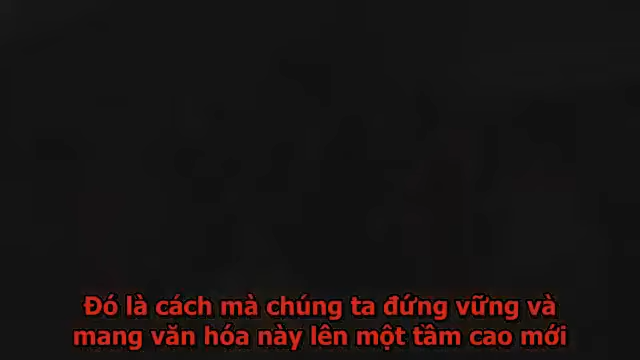 Đó là cách mà chúng ta đứng vững và
mang văn hóa này lên một tầm cao mới